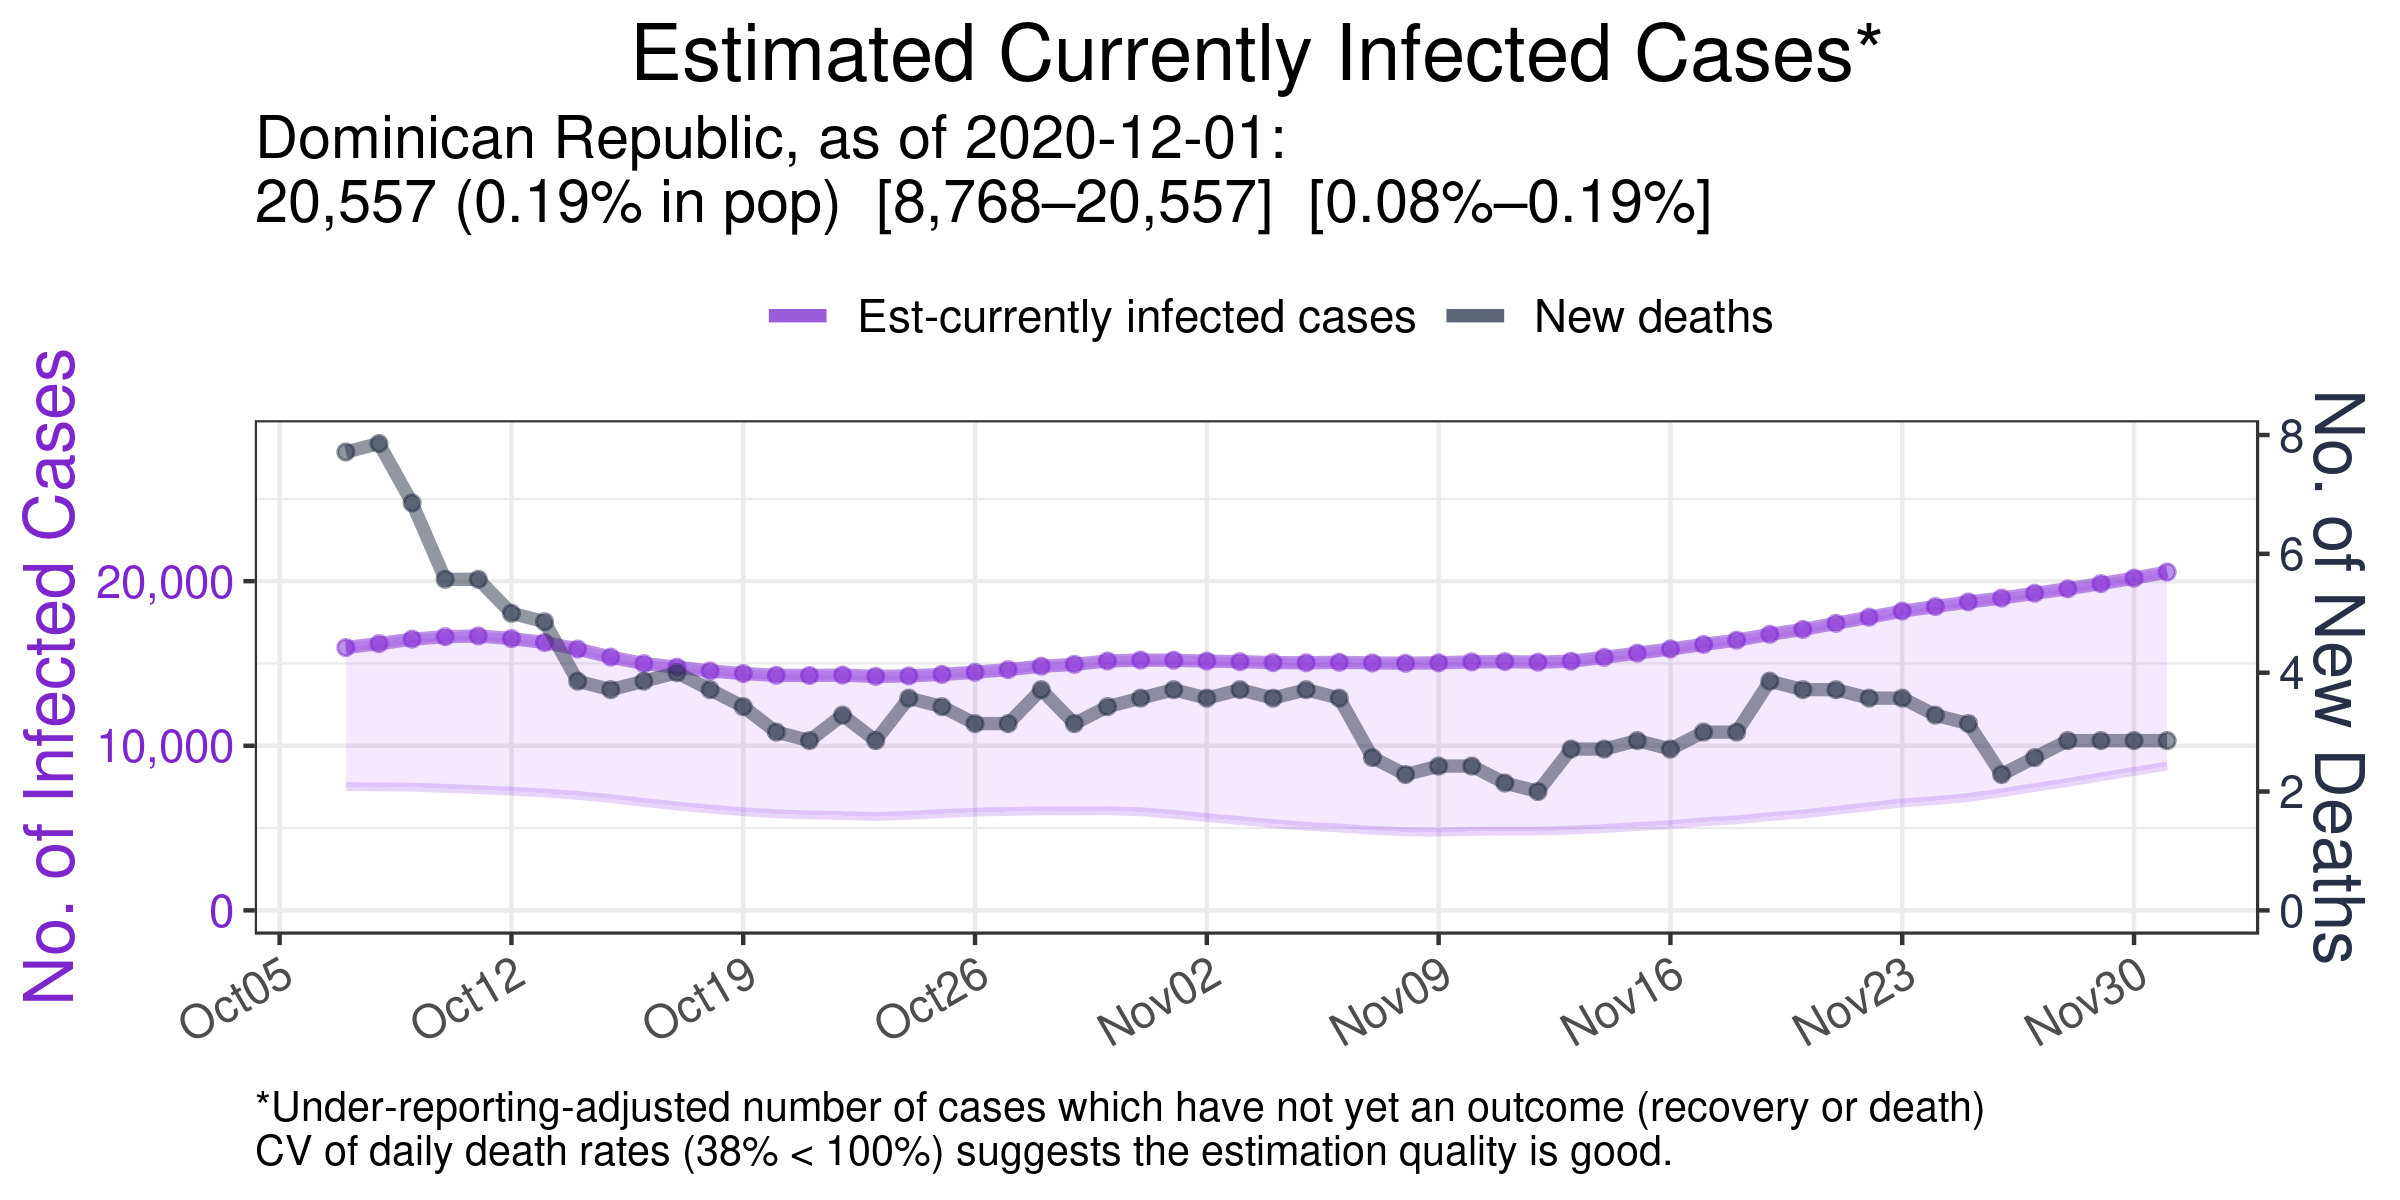 Estimated Currently Infected Cases*
Dominican Republic, as of 2020-12-01:
20,557 (0.19% in pop)  [8,768–20,557]  [0.08%–0.19%]
Est-currently infected cases
New deaths
No. of Infected Cases
20,000
10,000
0
8
6
4
2
0
No. of New Deaths
Oct05
Oct12
Oct19
Oct26
Nov02
Nov09
Nov16
Nov23
Nov30
*Under-reporting-adjusted number of cases which have not yet an outcome (recovery or death)
CV of daily death rates (38% < 100%) suggests the estimation quality is good.